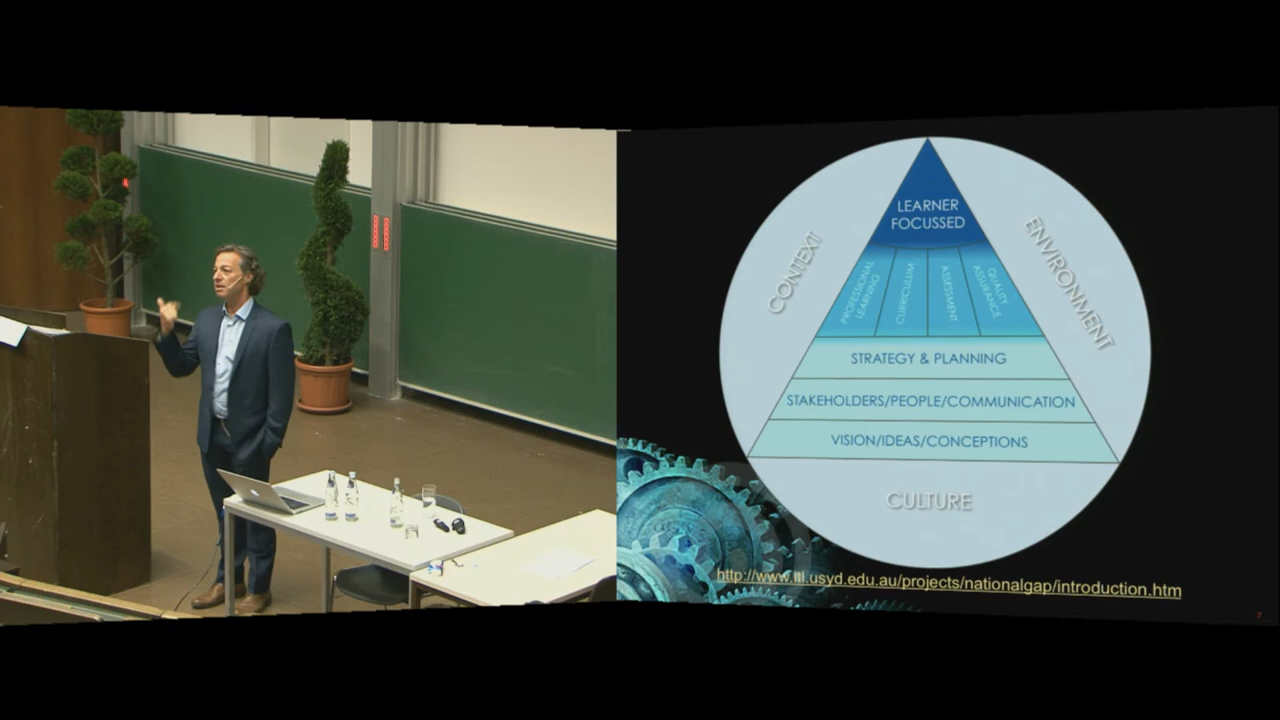 LEARNER
FOCUSSED
CONTEXT
ENVIRONMENT
PROFESSIONAL
LEARNING
CURRICULUM
ASSESSMENT
QUALITY
ASSURANCE
STRATEGY & PLANNING
STAKEHOLDERS/PEOPLE/COMMUNICATION
VISION/IDEAS/CONCEPTIONS
CULTURE
http://www.itl.usyd.edu.au/projects/nationalgap/introduction.htm
7